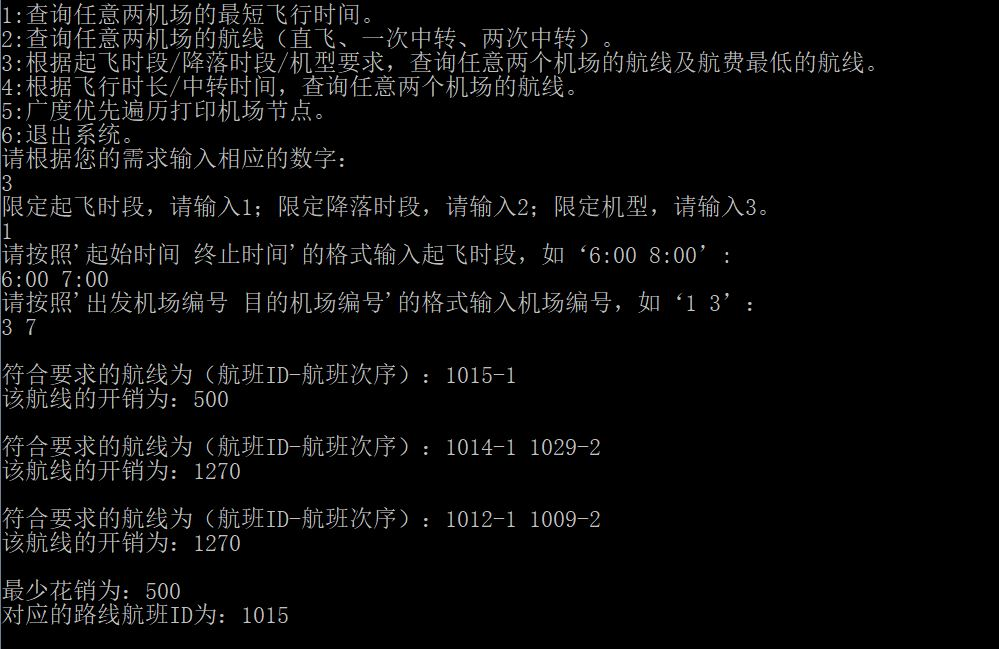 1:查询任意两机场的最短飞行时间。
2:查询任意两机场的航线（直飞、一次中转、两次中转）。
3:根据起飞时段/降落时段/机型要求，查询任意两个机场的航线及航费最低的航线。
4:根据飞行时长/中转时间，查询任意两个机场的航线。
5:广度优先遍历打印机场节点。
6:退出系统。
请根据您的需求输入相应的数字：
3
限定起飞时段，请输入1；限定降落时段，请输入2；限定机型，请输入3。
1
请按照'起始时间 终止时间'的格式输入起飞时段，如‘6:00 8:00’:
6:00 7:00
请按照'出发机场编号 目的机场编号'的格式输入机场编号，如‘1 3’：
3 7
符合要求的航线为（航班ID-航班次序）：1015-1
该航线的开销为：500
符合要求的航线为（航班ID-航班次序）：1014-1 1029-2
该航线的开销为：1270
符合要求的航线为（航班ID-航班次序）：1012-1 1009-2
该航线的开销为：1270
最少花销为：500
对应的路线航班ID为：1015